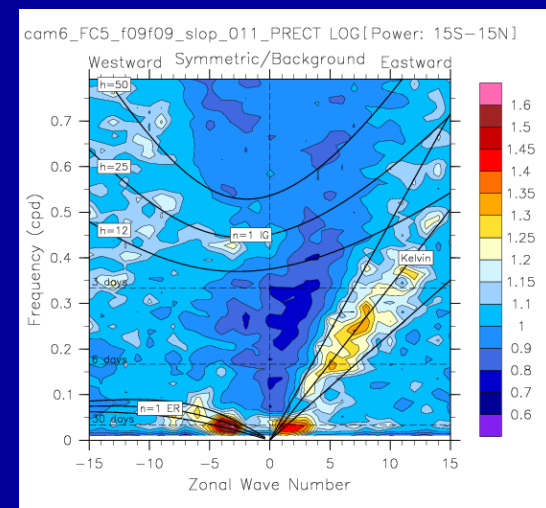 cam6_FC5_f09f09_slop_011_PRECT LOG[Power: 15S-15N]
Westward Symmetric/Background Eastward
h=50
h=25
h=12
n=1 IG
Kelvin
3 days
6 days
n=1 ER
30 days
0.7
0.6
0.5
0.4
0.3
0.2
0.1
0
Frequency (cpd)
-15 -10 -5 0 5 10 15
Zonal Wave Number
1.6
1.5
1.45
1.4
1.35
1.3
1.25
1.2
1.15
1.1
1
0.9
0.8
0.7
0.6